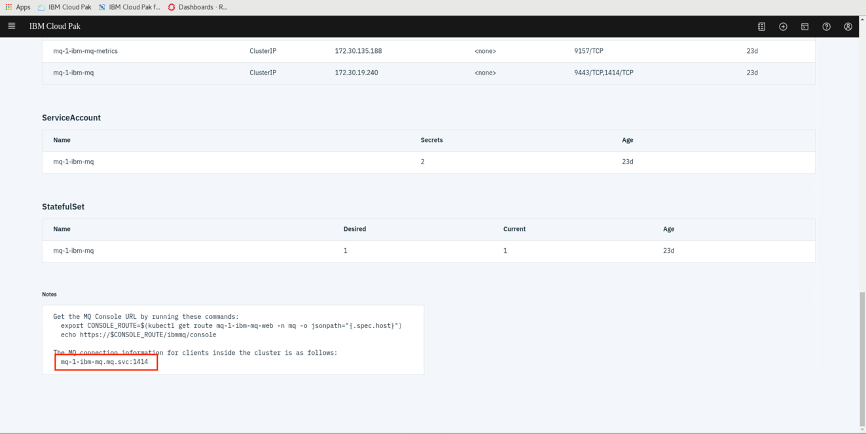 Apps IBM Cloud Pak IBM Cloud Pak f... Dashboards · R...
IBM Cloud Pak
mq-1-ibm-mq-metrics ClusterIP 172.30.135.188 <none> 9157/TCP 23d
mq-1-ibm-mq ClusterIP 172.30.19.240 <none> 9443/TCP,1414/TCP 23d
ServiceAccount
Name Secrets Age
mq-1-ibm-mq 2 23d
StatefulSet
Name Desired Current Age
mq-1-ibm-mq 1 1 23d
Notes
Get the MQ Console URL by running these commands:
export CONSOLE_ROUTE=$(kubectl get route mq-1-ibm-mq-web -n mq -o jsonpath="{.spec.host}")
echo https://$CONSOLE_ROUTE/ibmmq/console
The MQ connection information for clients inside the cluster is as follows:
mq-1-ibm-mq.mq.svc:1414